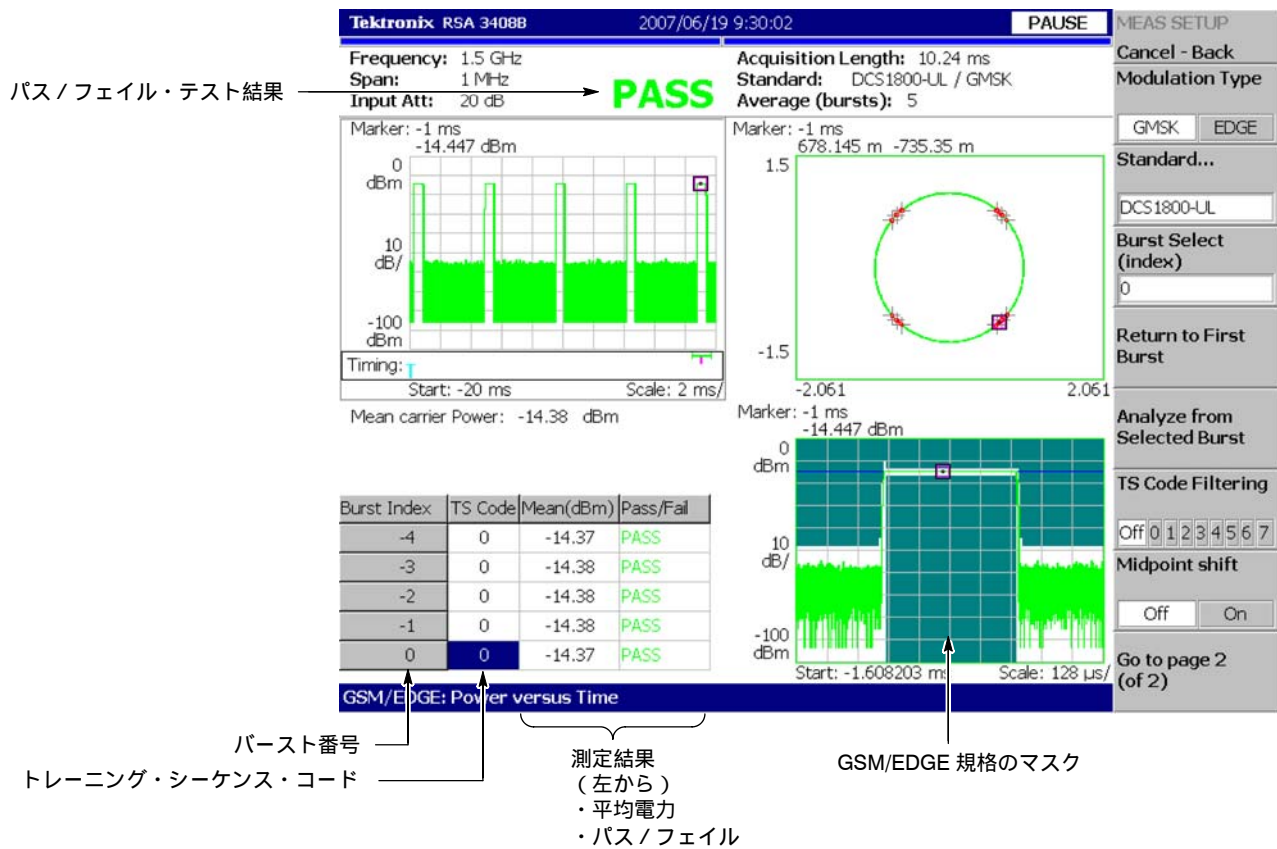 Tektronix RSA 3408B 2007/06/19 9:30:02 PAUSE
Frequency: 1.5 GHz
Span: 1 MHz
Input Att: 20 dB
PASS
Acquisition Length: 10.24 ms
Standard: DCS1800-UL / GMSK
Average (bursts): 5
パス / フェイル・テスト結果
Marker: -1 ms
-14.447 dBm
0
dBm
10
dB/
-100
dBm
Timing:
Start: -20 ms Scale: 2 ms/
Marker: -1 ms
678.145 m -735.35 m
1.5
-1.5
-2.061 2.061
Mean carrier Power: -14.38 dBm
Marker: -1 ms
-14.447 dBm
0
dBm
10
dB/
-100
dBm
Start: -1.608203 ms Scale: 128 µs/
Burst Index TS Code Mean(dBm) Pass/Fail
-4 0 -14.37 PASS
-3 0 -14.38 PASS
-2 0 -14.38 PASS
-1 0 -14.38 PASS
0 0 -14.37 PASS
GSM/EDGE: Power versus Time
MEAS SETUP
Cancel - Back
Modulation Type
GMSK EDGE
Standard...
DCS1800-UL
Burst Select
(index)
0
Return to First
Burst
Analyze from
Selected Burst
TS Code Filtering
Off 0 1 2 3 4 5 6 7
Midpoint shift
Off On
Go to page 2
(of 2)
バースト番号
トレーニング・シーケンス・コード
測定結果
( 左から )
・平均電力
・パス / フェイル
GSM/EDGE 規格のマスク